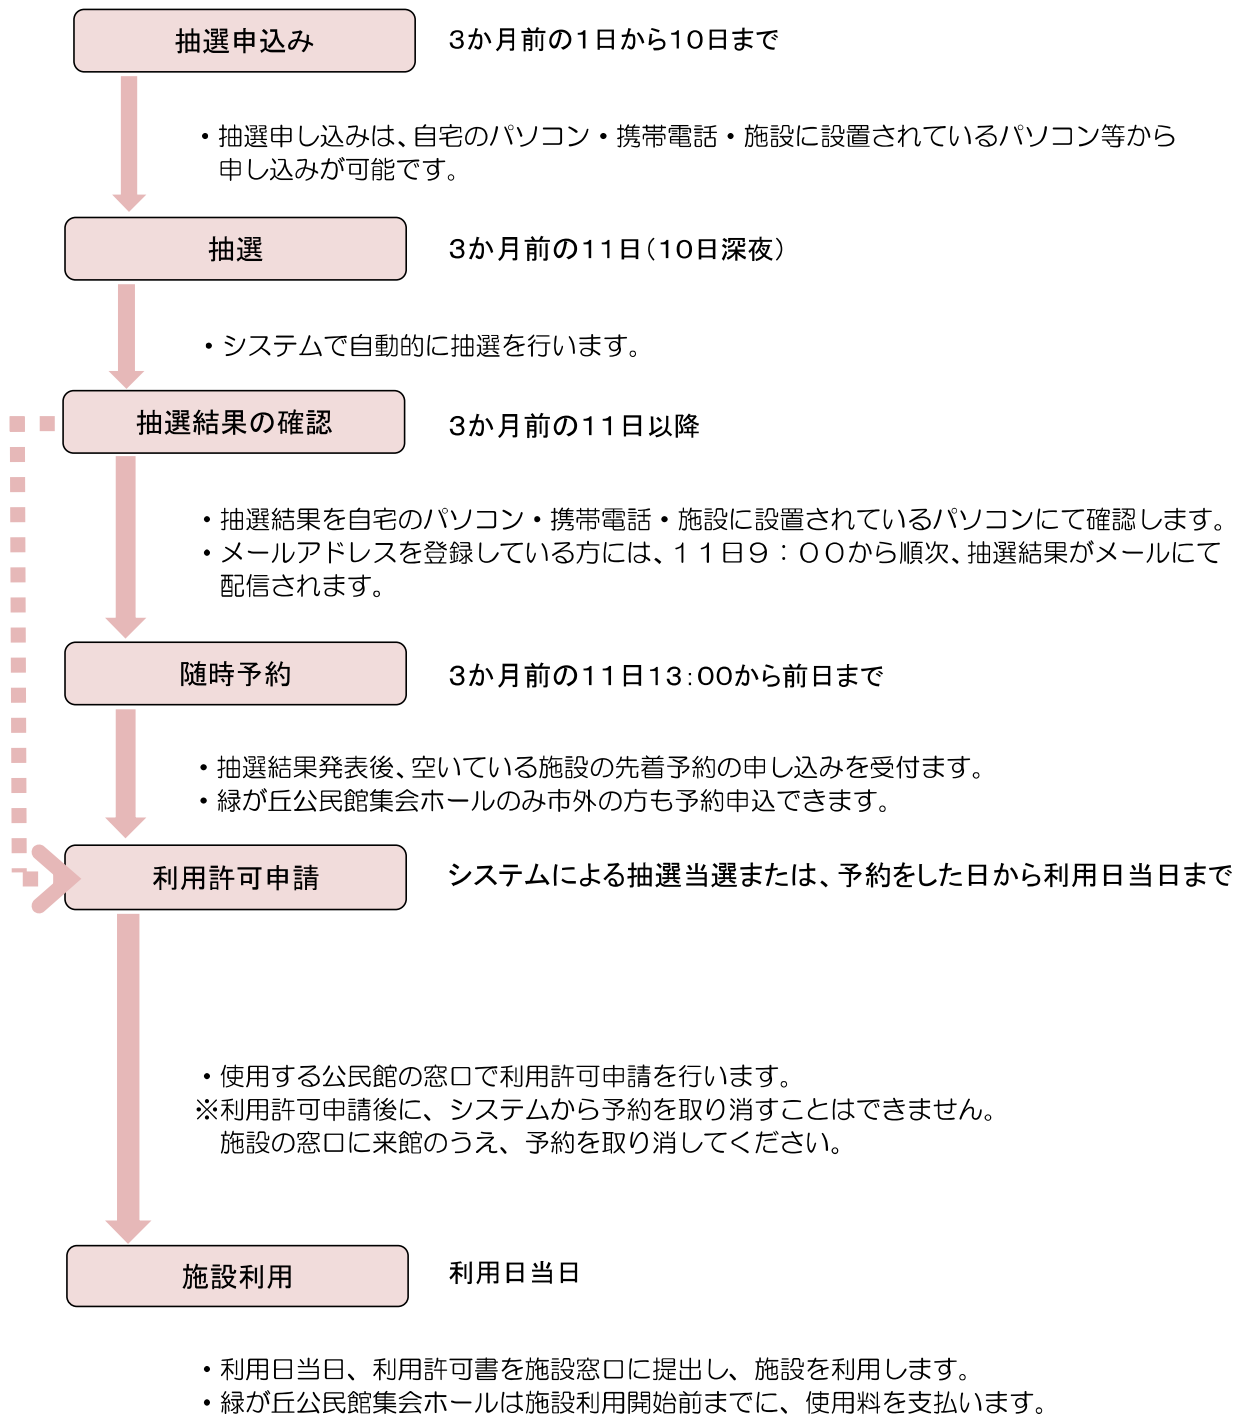 抽選申込み
3か月前の1日から10日まで
・抽選申し込みは、自宅のパソコン・携帯電話・施設に設置されているパソコン等から
申し込みが可能です。
抽選
3か月前の11日（10日深夜）
・システムで自動的に抽選を行います。
抽選結果の確認
3か月前の11日以降
・抽選結果を自宅のパソコン・携帯電話・施設に設置されているパソコンにて確認します。
・メールアドレスを登録している方には、１１日９：００から順次、抽選結果がメールにて
配信されます。
随時予約
3か月前の11日13:00から前日まで
・抽選結果発表後、空いている施設の先着予約の申し込みを受付ます。
・緑が丘公民館集会ホールのみ市外の方も予約申込できます。
利用許可申請
システムによる抽選当選または、予約をした日から利用日当日まで
・使用する公民館の窓口で利用許可申請を行います。
※利用許可申請後に、システムから予約を取り消すことはできません。
施設の窓口に来館のうえ、予約を取り消してください。
施設利用
利用日当日
・利用日当日、利用許可書を施設窓口に提出し、施設を利用します。
・緑が丘公民館集会ホールは施設利用開始前までに、使用料を支払います。